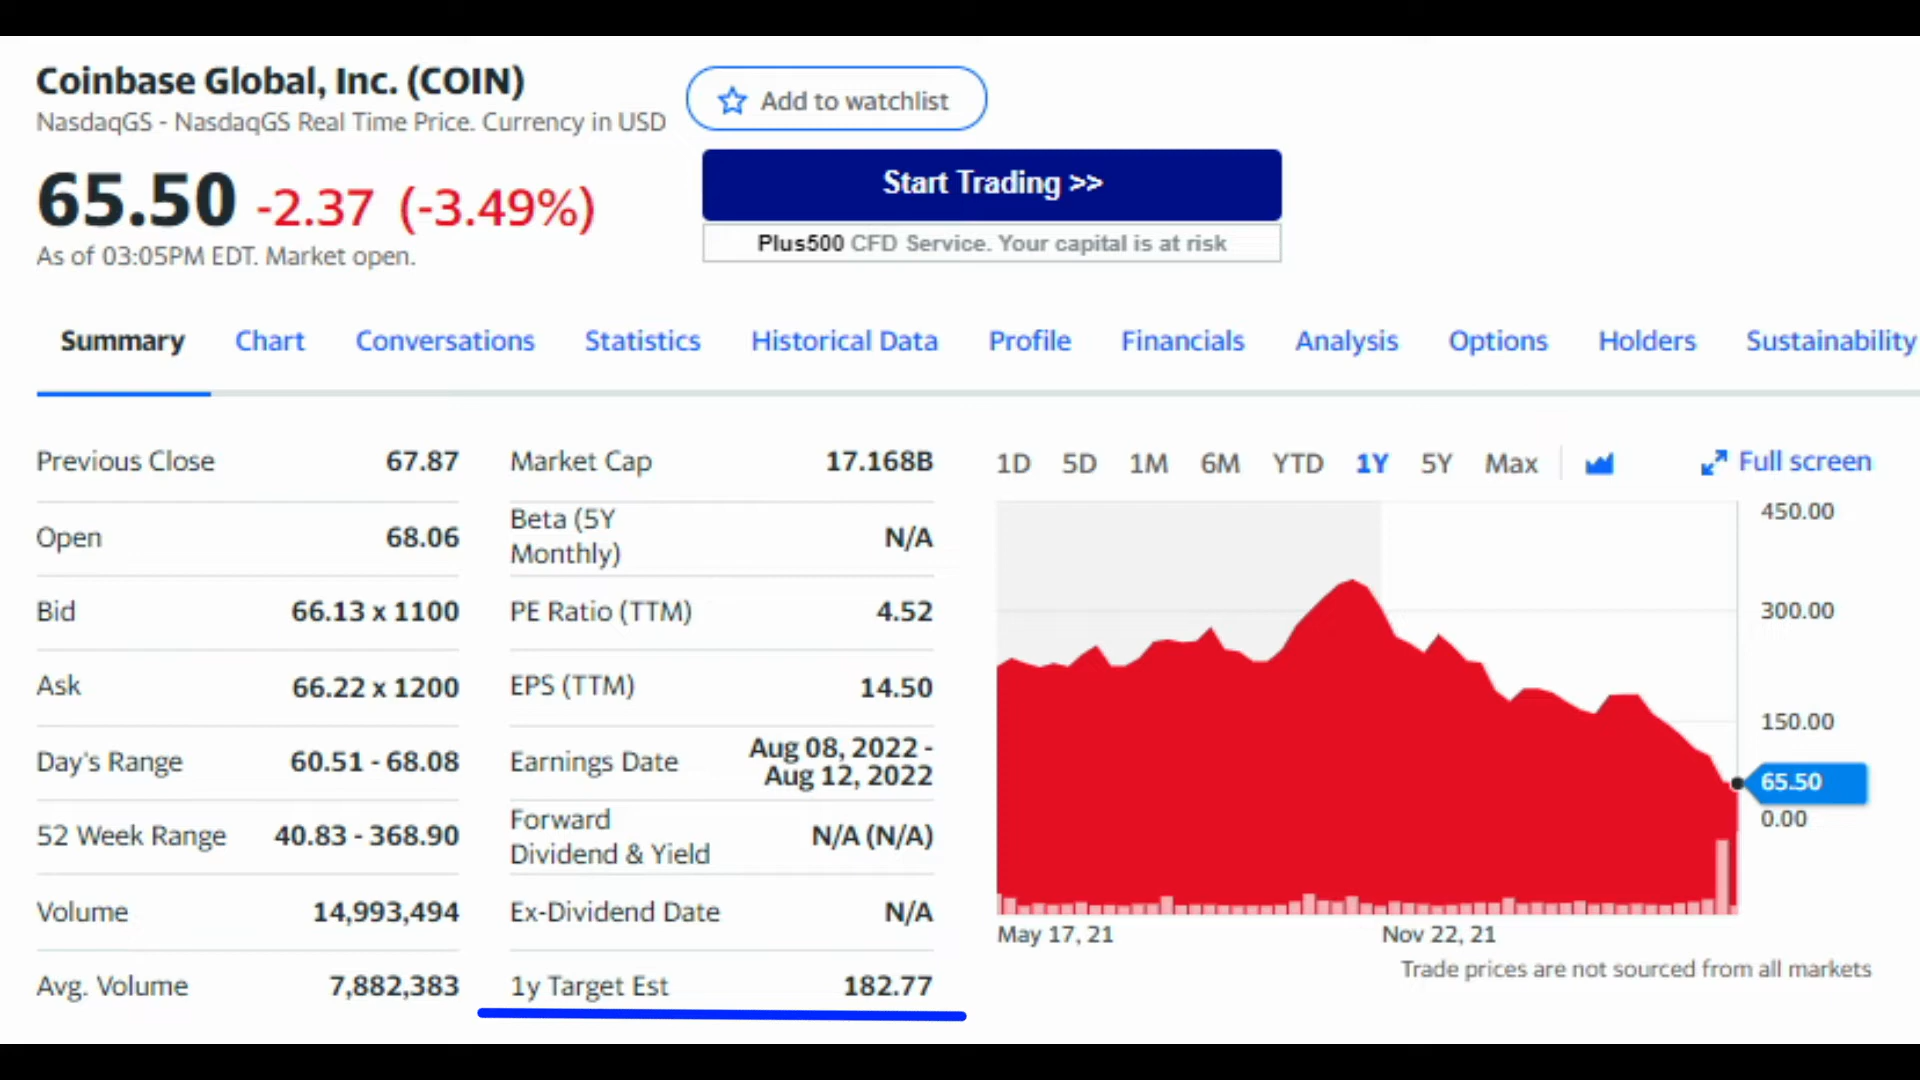 Coinbase Global, Inc. (COIN)
NasdaqGS - NasdaqGS Real Time Price. Currency in USD
Add to watchlist
65.50 -2.37 (-3.49%)
As of 03:05PM EDT. Market open.
Start Trading >>
Plus500 CFD Service. Your capital is at risk
Summary Chart Conversations Statistics Historical Data Profile Financials Analysis Options Holders Sustainability
Previous Close 67.87
Open 68.06
Bid 66.13 x 1100
Ask 66.22 x 1200
Day's Range 60.51 - 68.08
52 Week Range 40.83 - 368.90
Volume 14,993,494
Avg. Volume 7,882,383
Market Cap 17.168B
Beta (5Y
Monthly) N/A
PE Ratio (TTM) 4.52
EPS (TTM) 14.50
Earnings Date Aug 08, 2022 -
Aug 12, 2022
Forward
Dividend & Yield N/A (N/A)
Ex-Dividend Date N/A
1y Target Est 182.77
1D 5D 1M 6M YTD 1Y 5Y Max Full screen
450.00
300.00
150.00
65.50
0.00
May 17, 21 Nov 22, 21
Trade prices are not sourced from all markets